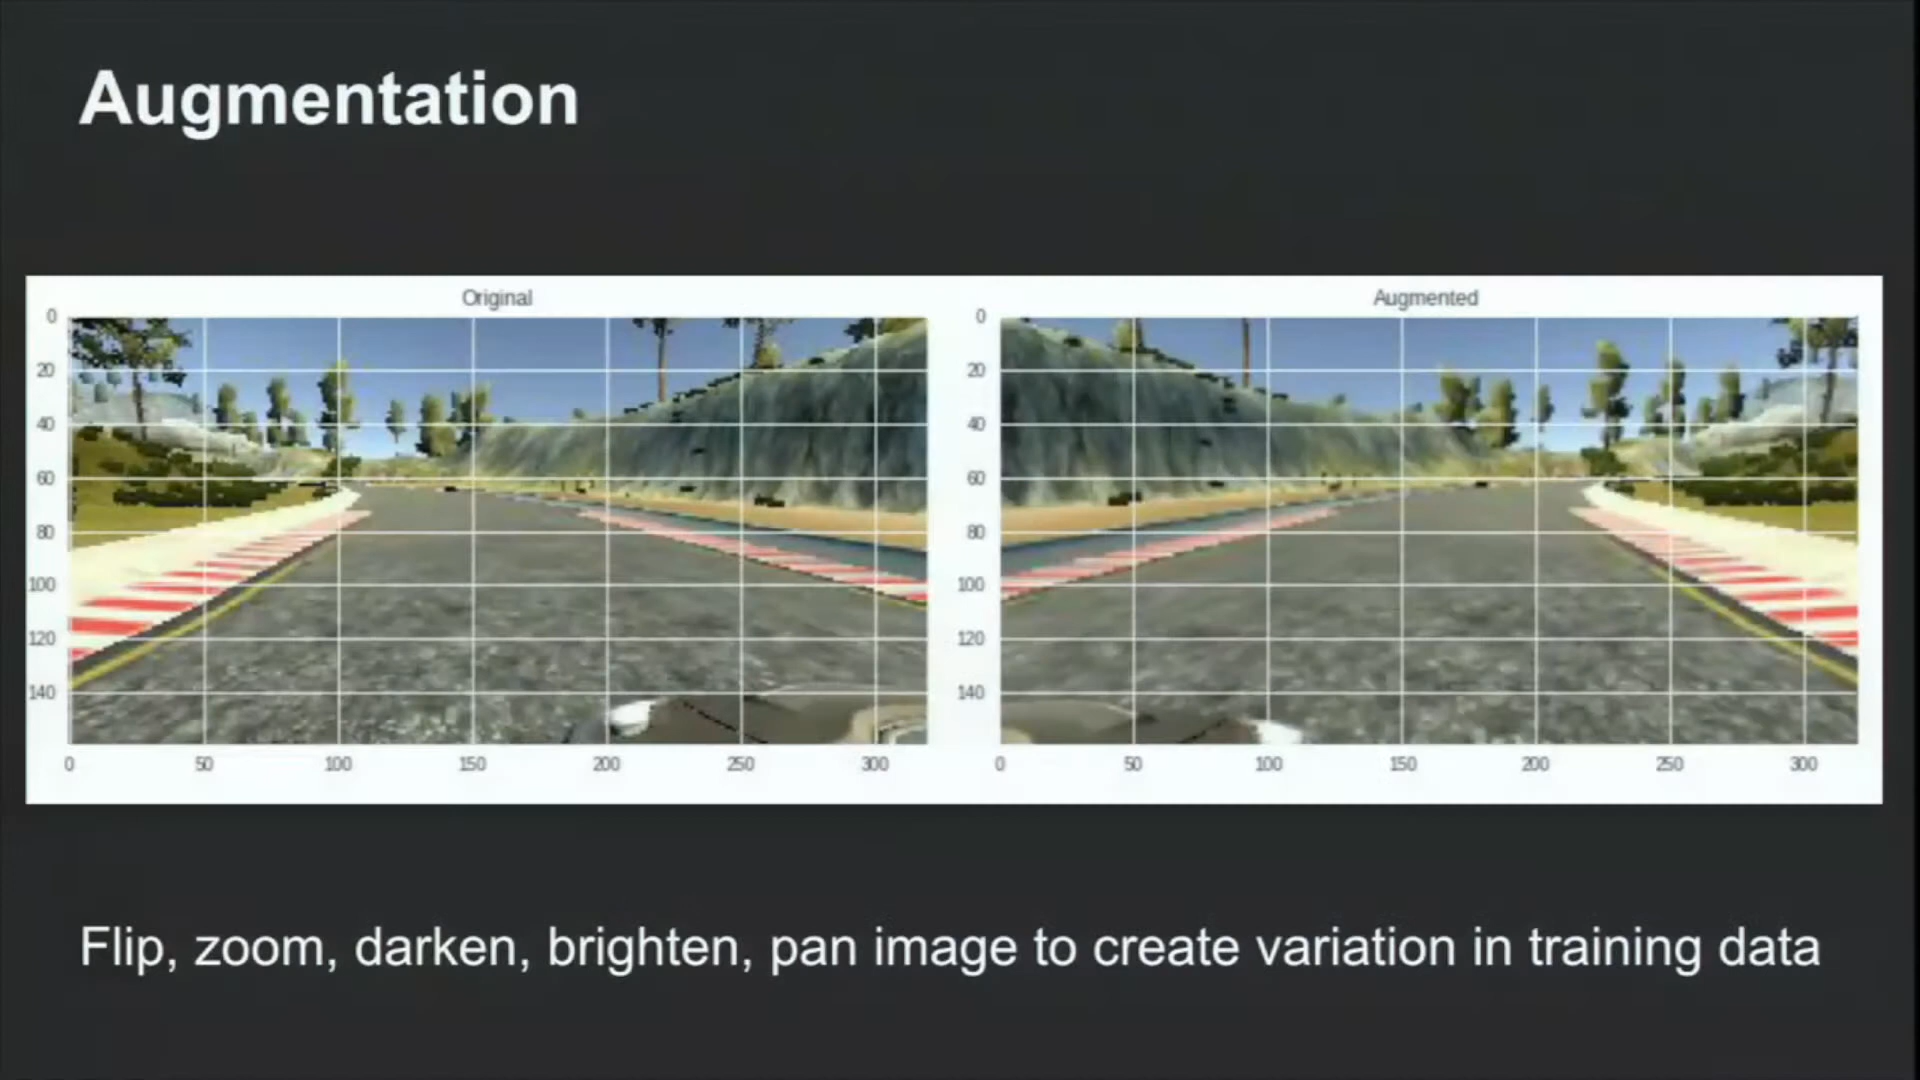 Augmentation
Original
0
20
40
60
80
100
120
140
0 50 100 150 200 250 300
Augmented
0
20
40
60
80
100
120
140
0 50 100 150 200 250 300
Flip, zoom, darken, brighten, pan image to create variation in training data